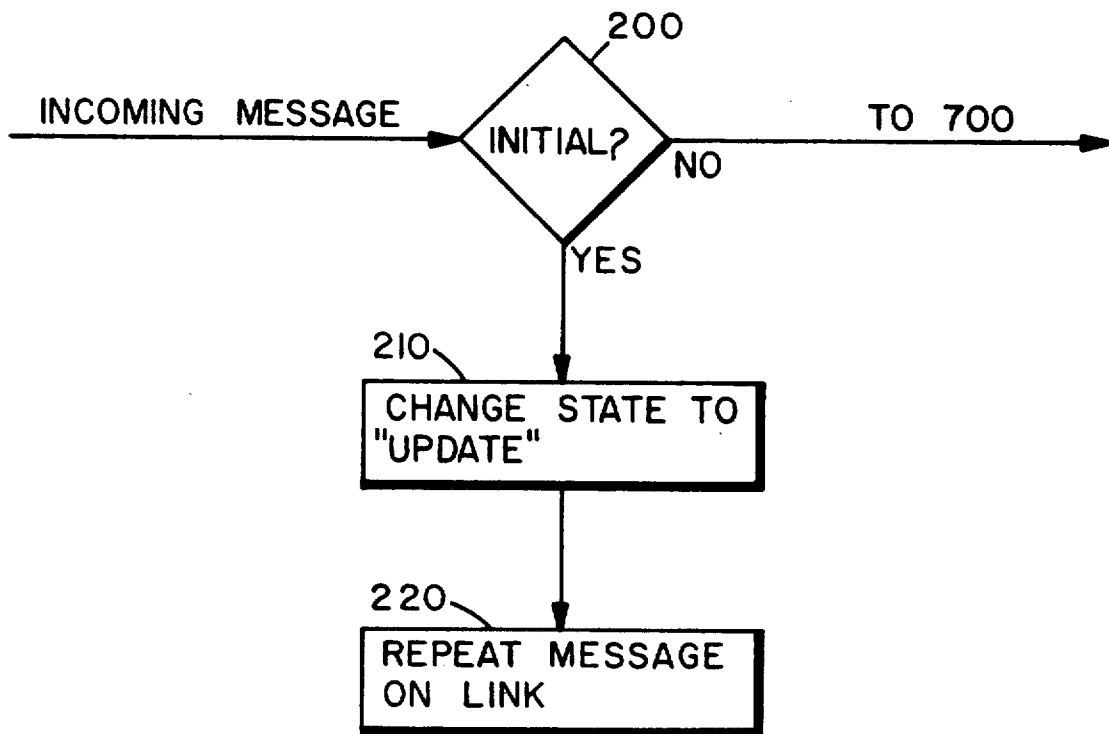 200
INCOMING MESSAGE
INITIAL?
TO 700
NO
YES
210
CHANGE STATE TO
"UPDATE"
220
REPEAT MESSAGE
ON LINK